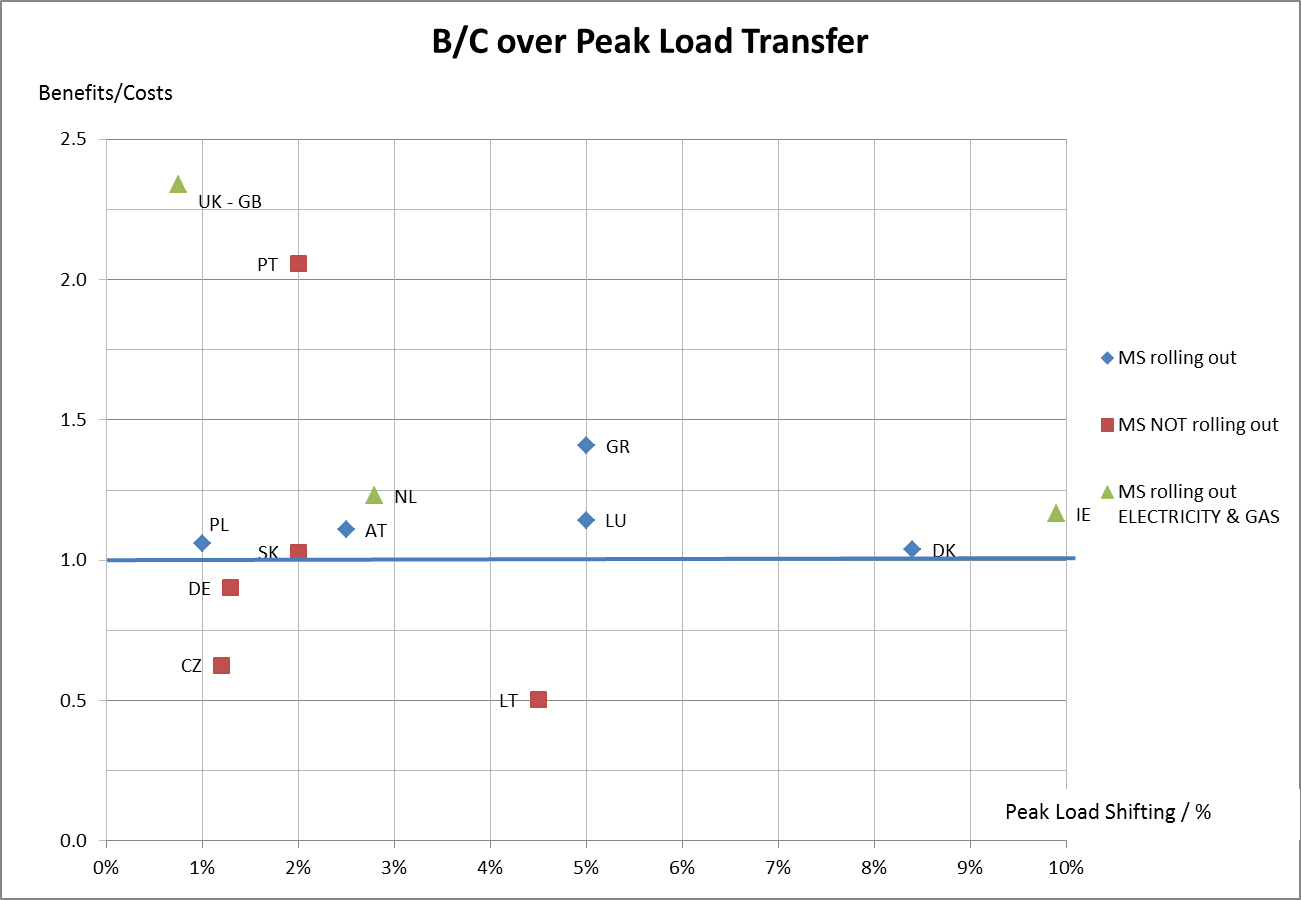 B/C over Peak Load Transfer
Benefits/Costs
2.5
UK - GB
PT
2.0
MS rolling out
1.5
MS NOT rolling out
GR
NL
MS rolling out
ELECTRICITY & GAS
IE
PL
AT
LU
SK
DK
1.0
DE
CZ
0.5
LT
Peak Load Shifting / %
0.0
0% 1% 2% 3% 4% 5% 6% 7% 8% 9% 10%